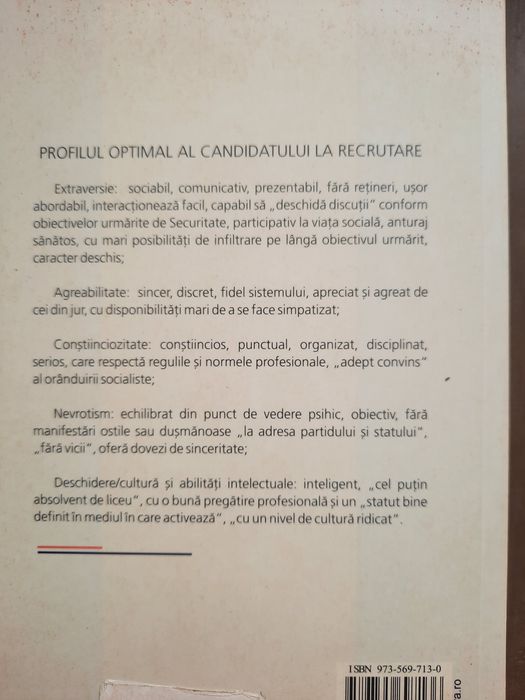 PROFILUL OPTIMAL AL CANDIDATULUI LA RECRUTARE
Extraversie: sociabil, comunicativ, prezentabil, fără rețineri, ușor
abordabil, interacționează facil, capabil să „deschidă discuții" conform
obiectivelor urmărite de Securitate, participativ la viața socială, anturaj
sănătos, cu mari posibilități de infiltrare pe lângă obiectivul urmărit,
caracter deschis;
Agreabilitate: sincer, discret, fidel sistemului, apreciat și agreat de
cei din jur, cu disponibilități mari de a se face simpatizat;
Conștiinciozitate: conștiincios, punctual, organizat, disciplinat,
serios, care respectă regulile și normele profesionale, „adept convins"
al orânduirii socialiste;
Nevrotism: echilibrat din punct de vedere psihic, obiectiv, fără
manifestări ostile sau dușmănoase „la adresa partidului și statului",
„fără vicii", oferă dovezi de sinceritate;
Deschidere/cultură și abilități intelectuale: inteligent, „cel puțin
absolvent de liceu", cu o bună pregătire profesională și un „statut bine
definit în mediul în care activează", „cu un nivel de cultură ridicat".
ISBN 973-569-713-0
a.ro